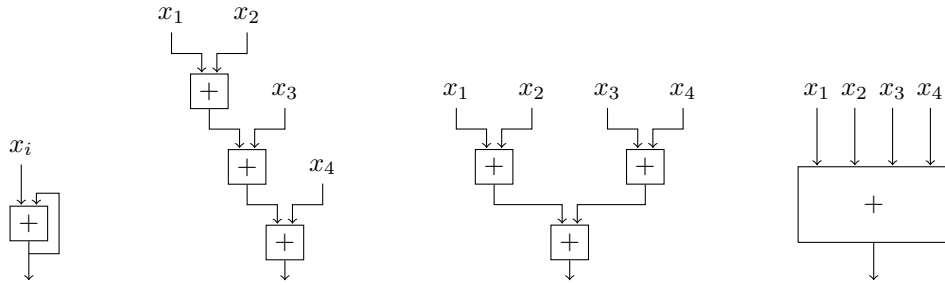 x_i
+
x_1 x_2
+
x_3
+
x_4
+
x_1 x_2 x_3 x_4
+ +
+
x_1 x_2 x_3 x_4
+